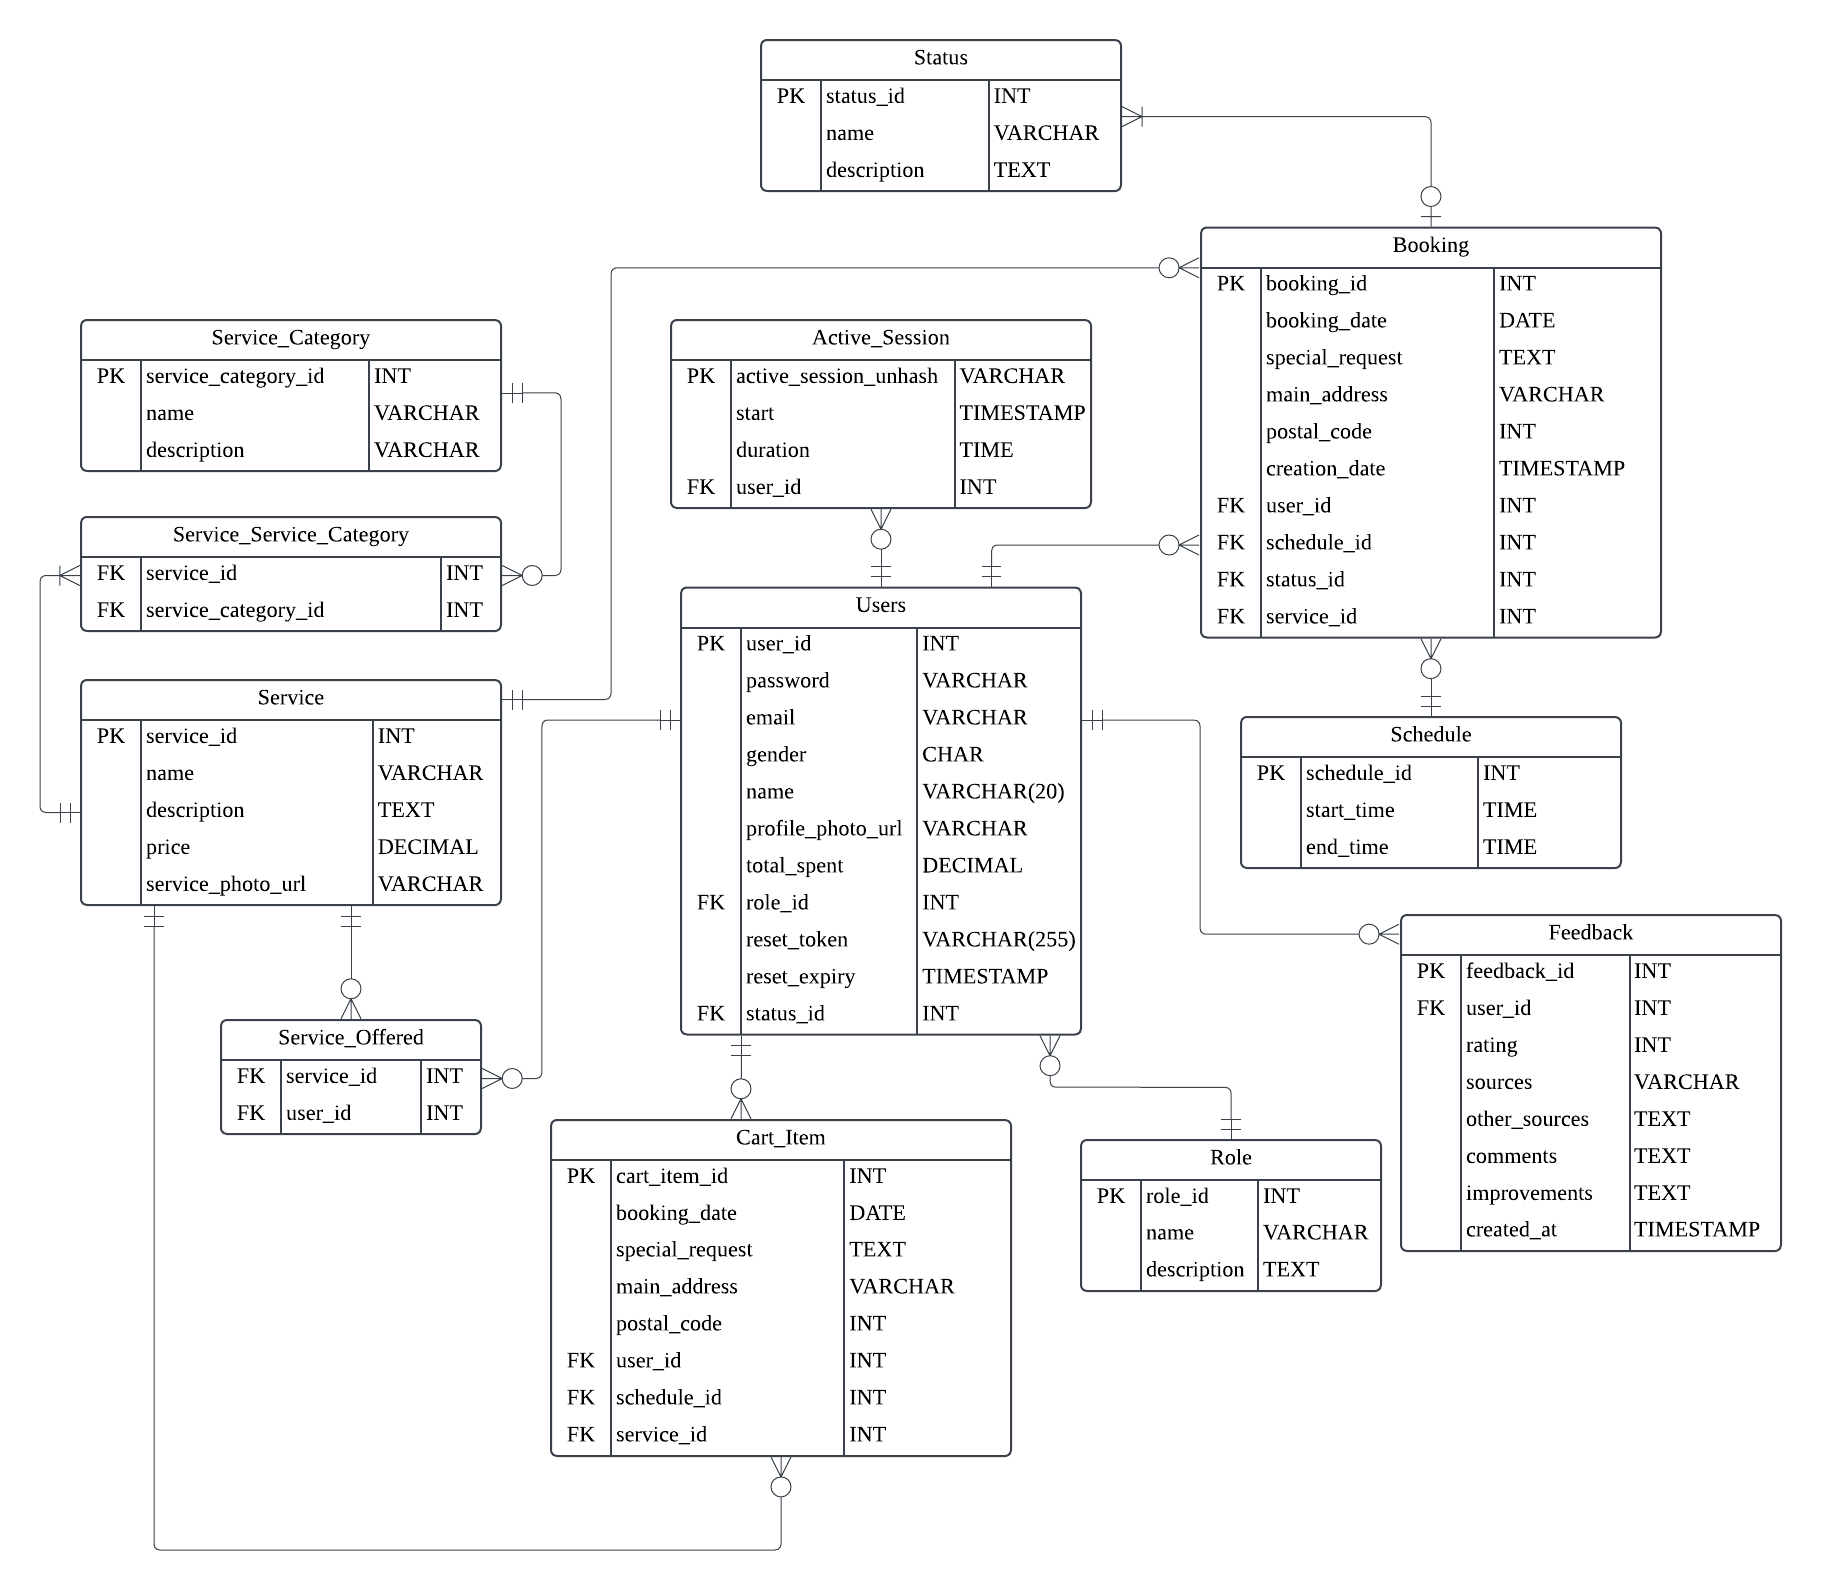 Status
PK status_id INT
name VARCHAR
description TEXT
Booking
PK booking_id INT
booking_date DATE
special_request TEXT
main_address VARCHAR
postal_code INT
creation_date TIMESTAMP
FK user_id INT
FK schedule_id INT
FK status_id INT
FK service_id INT
Service_Category
PK service_category_id INT
name VARCHAR
description VARCHAR
Active_Session
PK active_session_unhash VARCHAR
start TIMESTAMP
duration TIME
FK user_id INT
Service_Service_Category
FK service_id INT
FK service_category_id INT
Users
PK user_id INT
password VARCHAR
email VARCHAR
gender CHAR
name VARCHAR(20)
profile_photo_url VARCHAR
total_spent DECIMAL
FK role_id INT
reset_token VARCHAR(255)
reset_expiry TIMESTAMP
FK status_id INT
Service
PK service_id INT
name VARCHAR
description TEXT
price DECIMAL
service_photo_url VARCHAR
Schedule
PK schedule_id INT
start_time TIME
end_time TIME
Feedback
PK feedback_id INT
FK user_id INT
rating INT
sources VARCHAR
other_sources TEXT
comments TEXT
improvements TEXT
created_at TIMESTAMP
Service_Offered
FK service_id INT
FK user_id INT
Cart_Item
PK cart_item_id INT
booking_date DATE
special_request TEXT
main_address VARCHAR
postal_code INT
FK user_id INT
FK schedule_id INT
FK service_id INT
Role
PK role_id INT
name VARCHAR
description TEXT